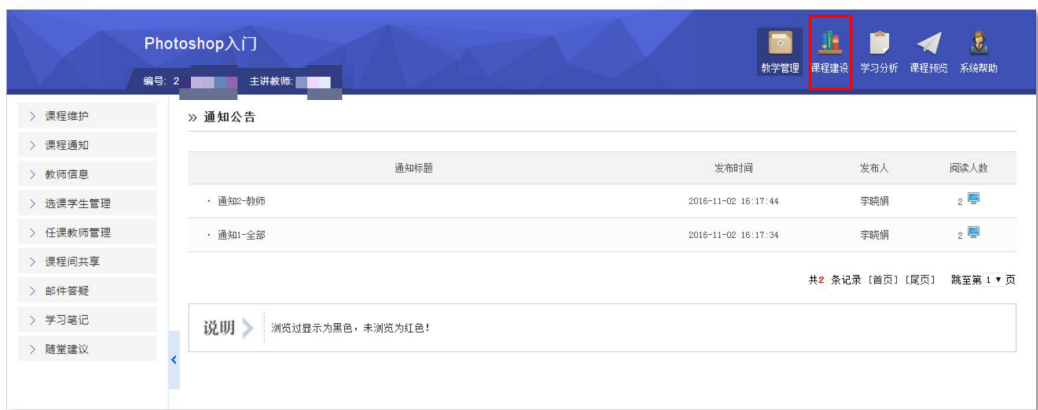 Photoshop入门
编号: 2 主讲教师:
教学管理 课程建设 学习分析 课程预览 系统帮助
课程维护
课程通知
教师信息
选课学生管理
任课教师管理
课程间共享
邮件答疑
学习笔记
随堂建议
» 通知公告
通知标题 发布时间 发布人 阅读人数
· 通知2-教师 2016-11-02 16:17:44 李晓娟 2
· 通知1-全部 2016-11-02 16:17:34 李晓娟 2
共2 条记录 [首页] [尾页] 跳至第 1 ▼ 页
说明 浏览过显示为黑色，未浏览为红色！